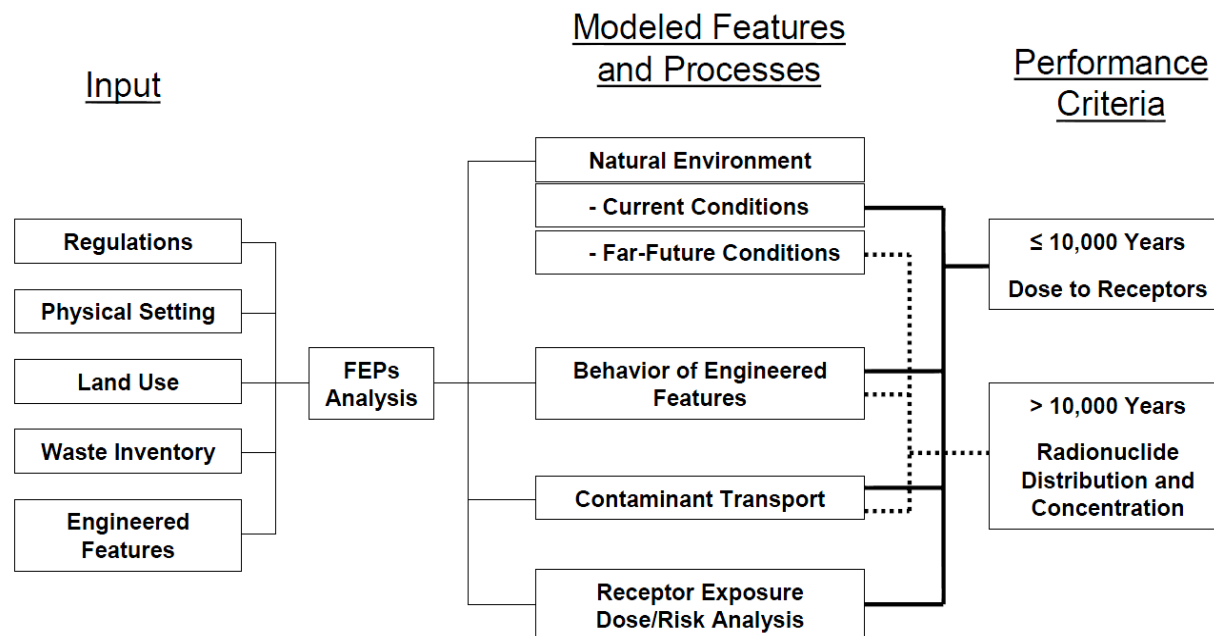 Input
Regulations
Physical Setting
Land Use
Waste Inventory
Engineered
Features
FEPs
Analysis
Modeled Features
and Processes
Natural Environment
- Current Conditions
- Far-Future Conditions
Behavior of Engineered
Features
Contaminant Transport
Receptor Exposure
Dose/Risk Analysis
Performance
Criteria
≤ 10,000 Years
Dose to Receptors
> 10,000 Years
Radionuclide
Distribution and
Concentration